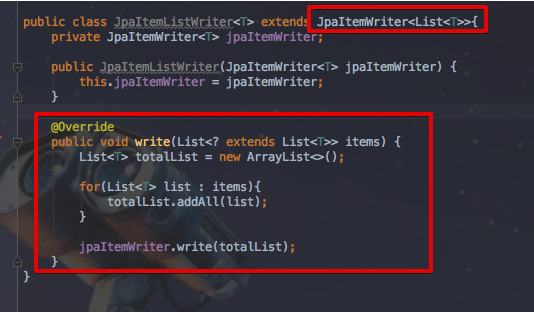 public class JpaItemListWriter<T> extends JpaItemWriter<List<T>>{
private JpaItemWriter<T> jpaItemWriter;
public JpaItemListWriter(JpaItemWriter<T> jpaItemWriter) {
this.jpaItemWriter = jpaItemWriter;
}
@Override
public void write(List<? extends List<T>> items) {
List<T> totalList = new ArrayList<>();
for(List<T> list : items){
totalList.addAll(list);
}
jpaItemWriter.write(totalList);
}
}